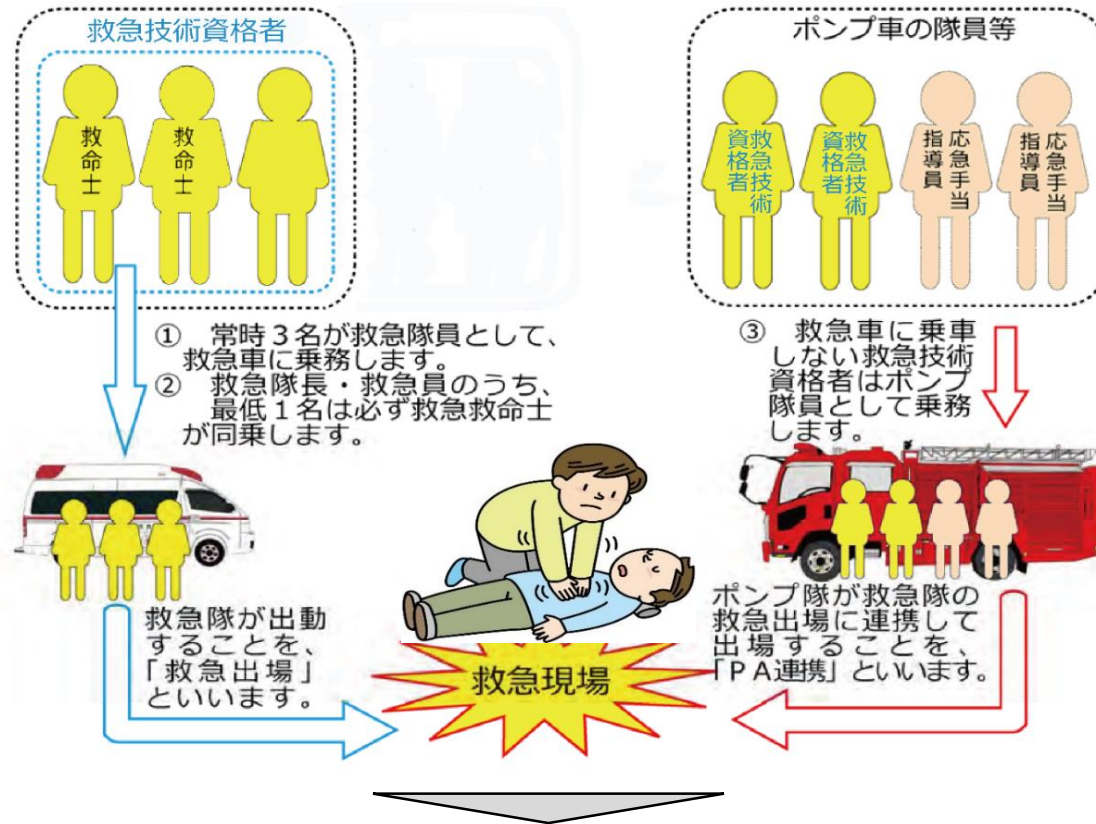 救急技術資格者
救命士
救命士
ポンプ車の隊員等
救急技術
資格者
救急技術
資格者
応急手当
指導員
応急手当
指導員
① 常時3名が救急隊員として、
救急車に乗務します。
② 救急隊長・救急員のうち、
最低1名は必ず救急救命士
が同乗します。
③ 救急車に乗車
しない救急技術
資格者はポンプ
隊員として乗務
します。
救急隊が出動
することを、
「救急出場」
といいます。
救急現場
ポンプ隊が救急隊の
救急出場に連携して
出場することを、
「PA連携」といいます。